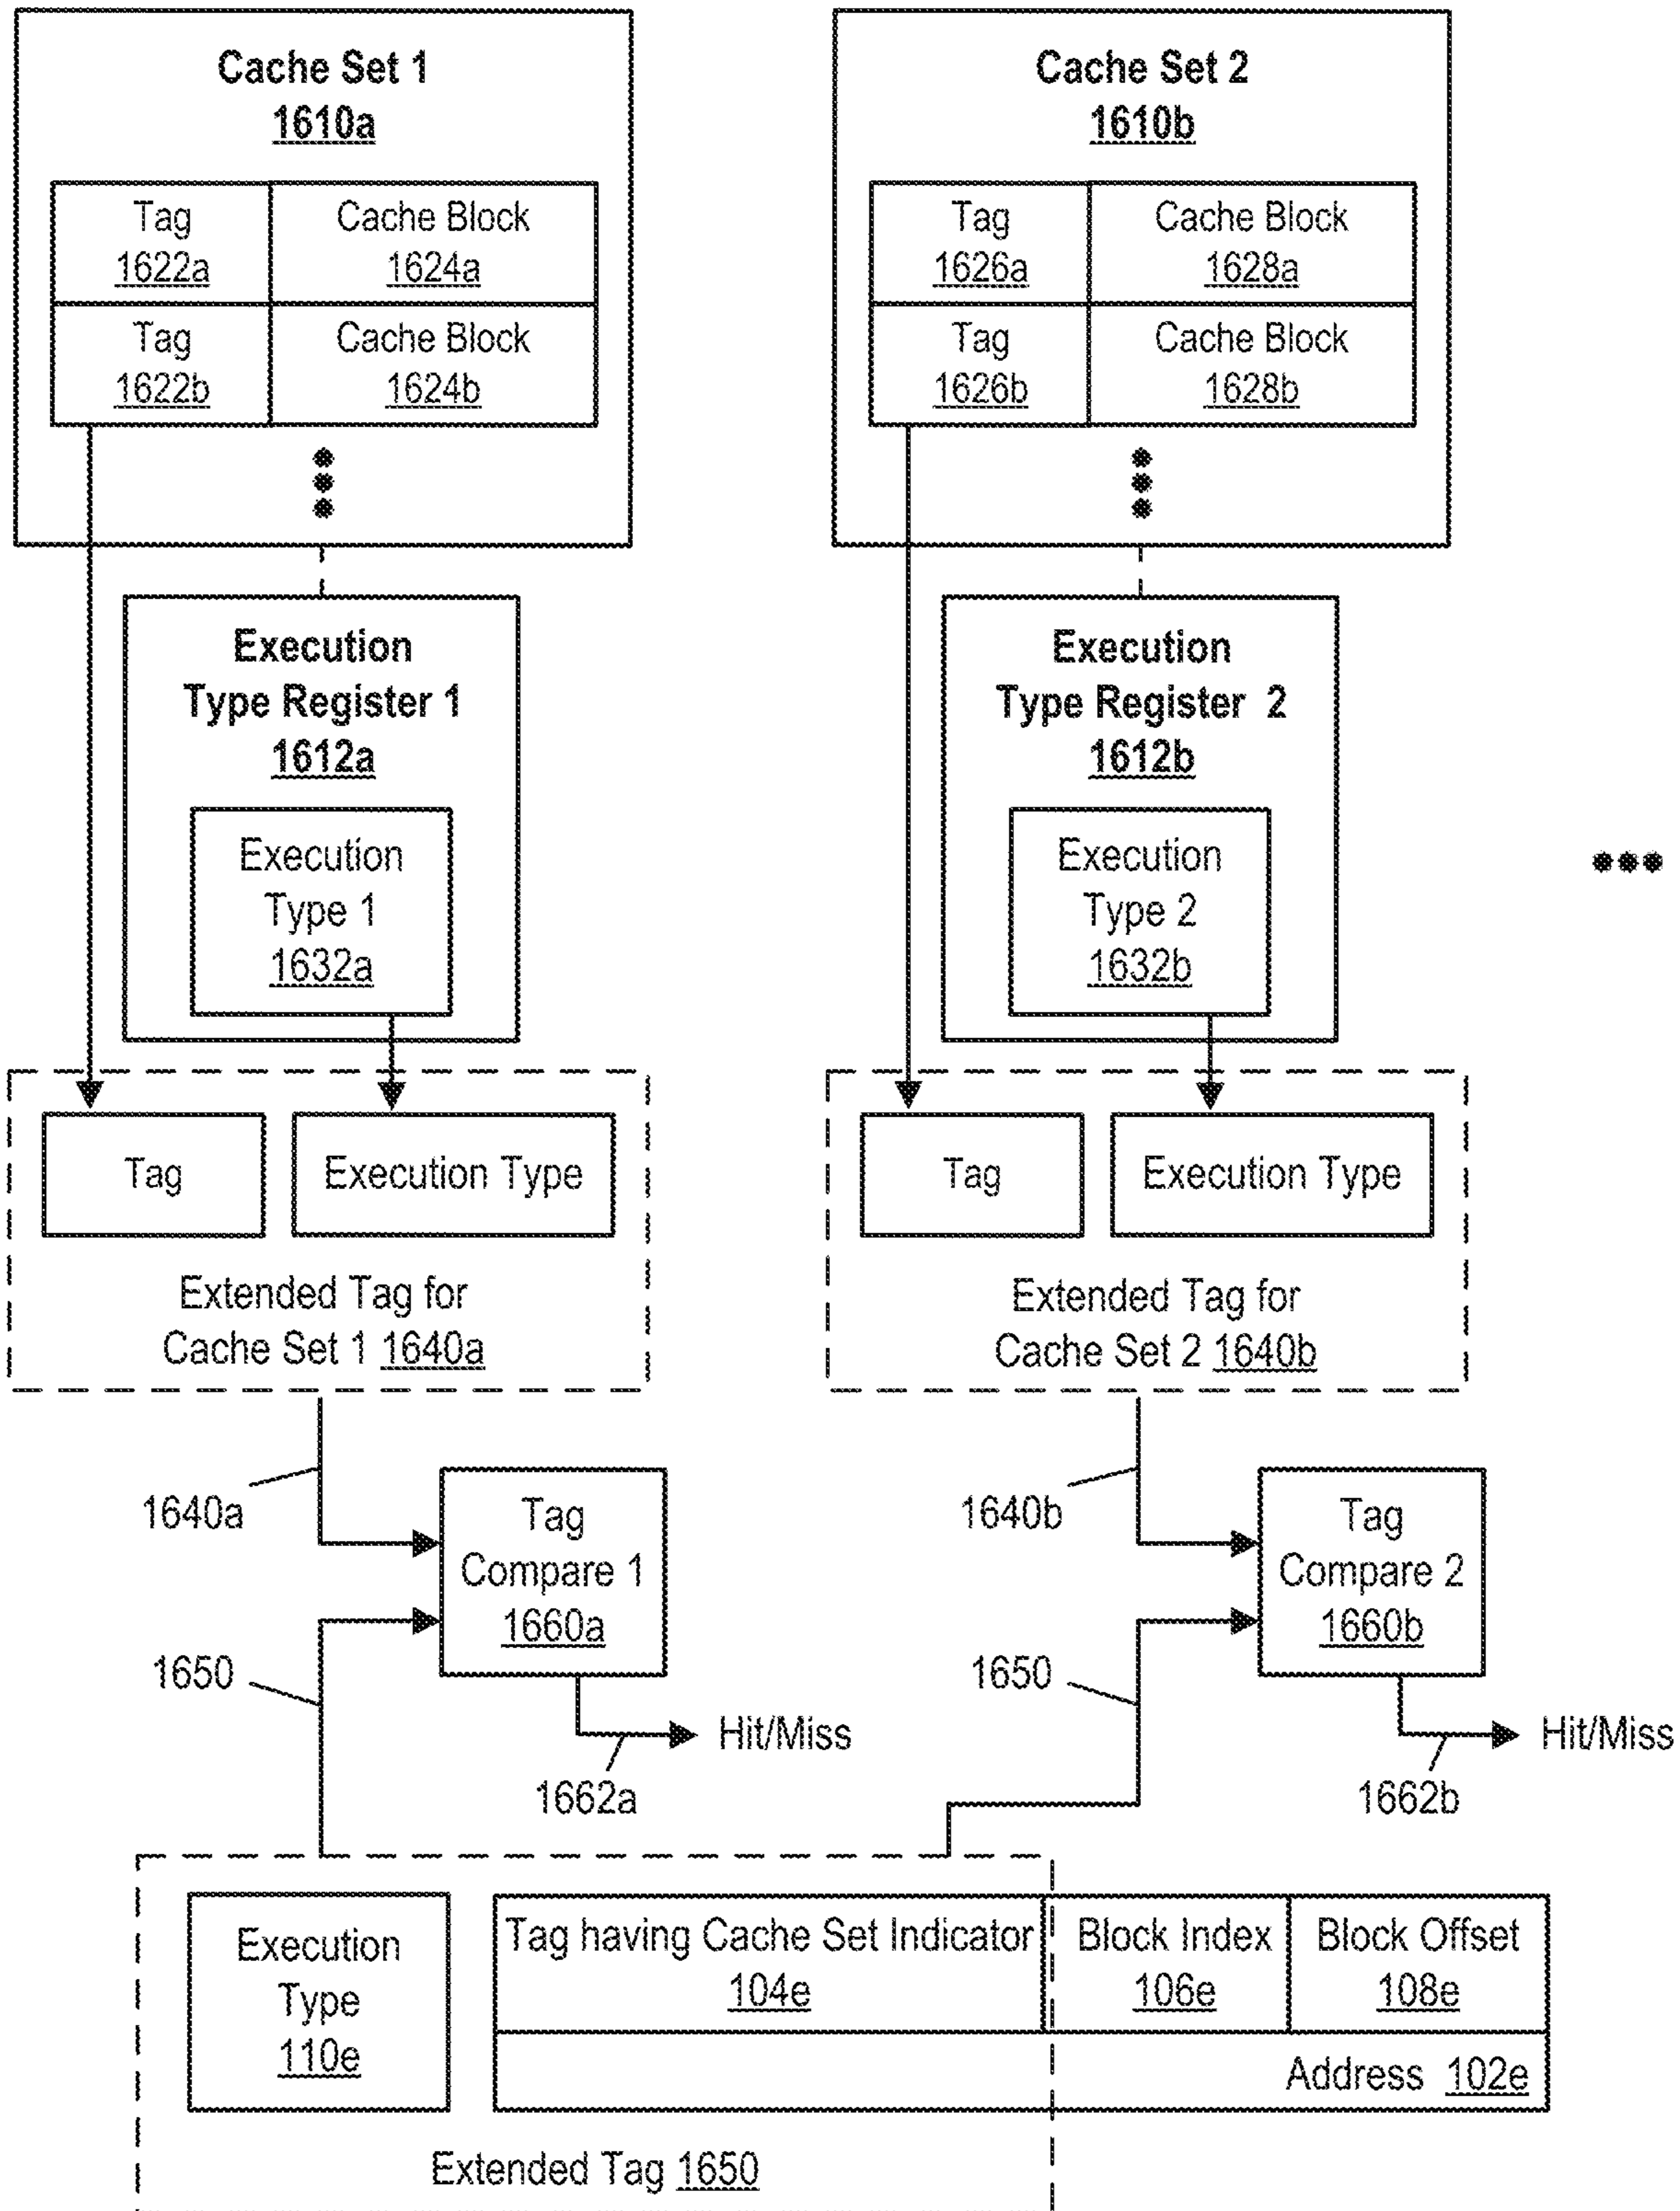 Cache Set 1
1610a
Tag
1622a
Cache Block
1624a
Tag
1622b
Cache Block
1624b
Execution
Type Register 1
1612a
Execution
Type 1
1632a
Tag
Execution Type
Extended Tag for
Cache Set 1 1640a
1640a
Tag
Compare 1
1660a
1650
Hit/Miss
1662a
Cache Set 2
1610b
Tag
1626a
Cache Block
1628a
Tag
1626b
Cache Block
1628b
Execution
Type Register 2
1612b
Execution
Type 2
1632b
Tag
Execution Type
Extended Tag for
Cache Set 2 1640b
1640b
Tag
Compare 2
1660b
1650
Hit/Miss
1662b
Execution
Type
110e
Tag having Cache Set Indicator
104e
Block Index
106e
Block Offset
108e
Address 102e
Extended Tag 1650